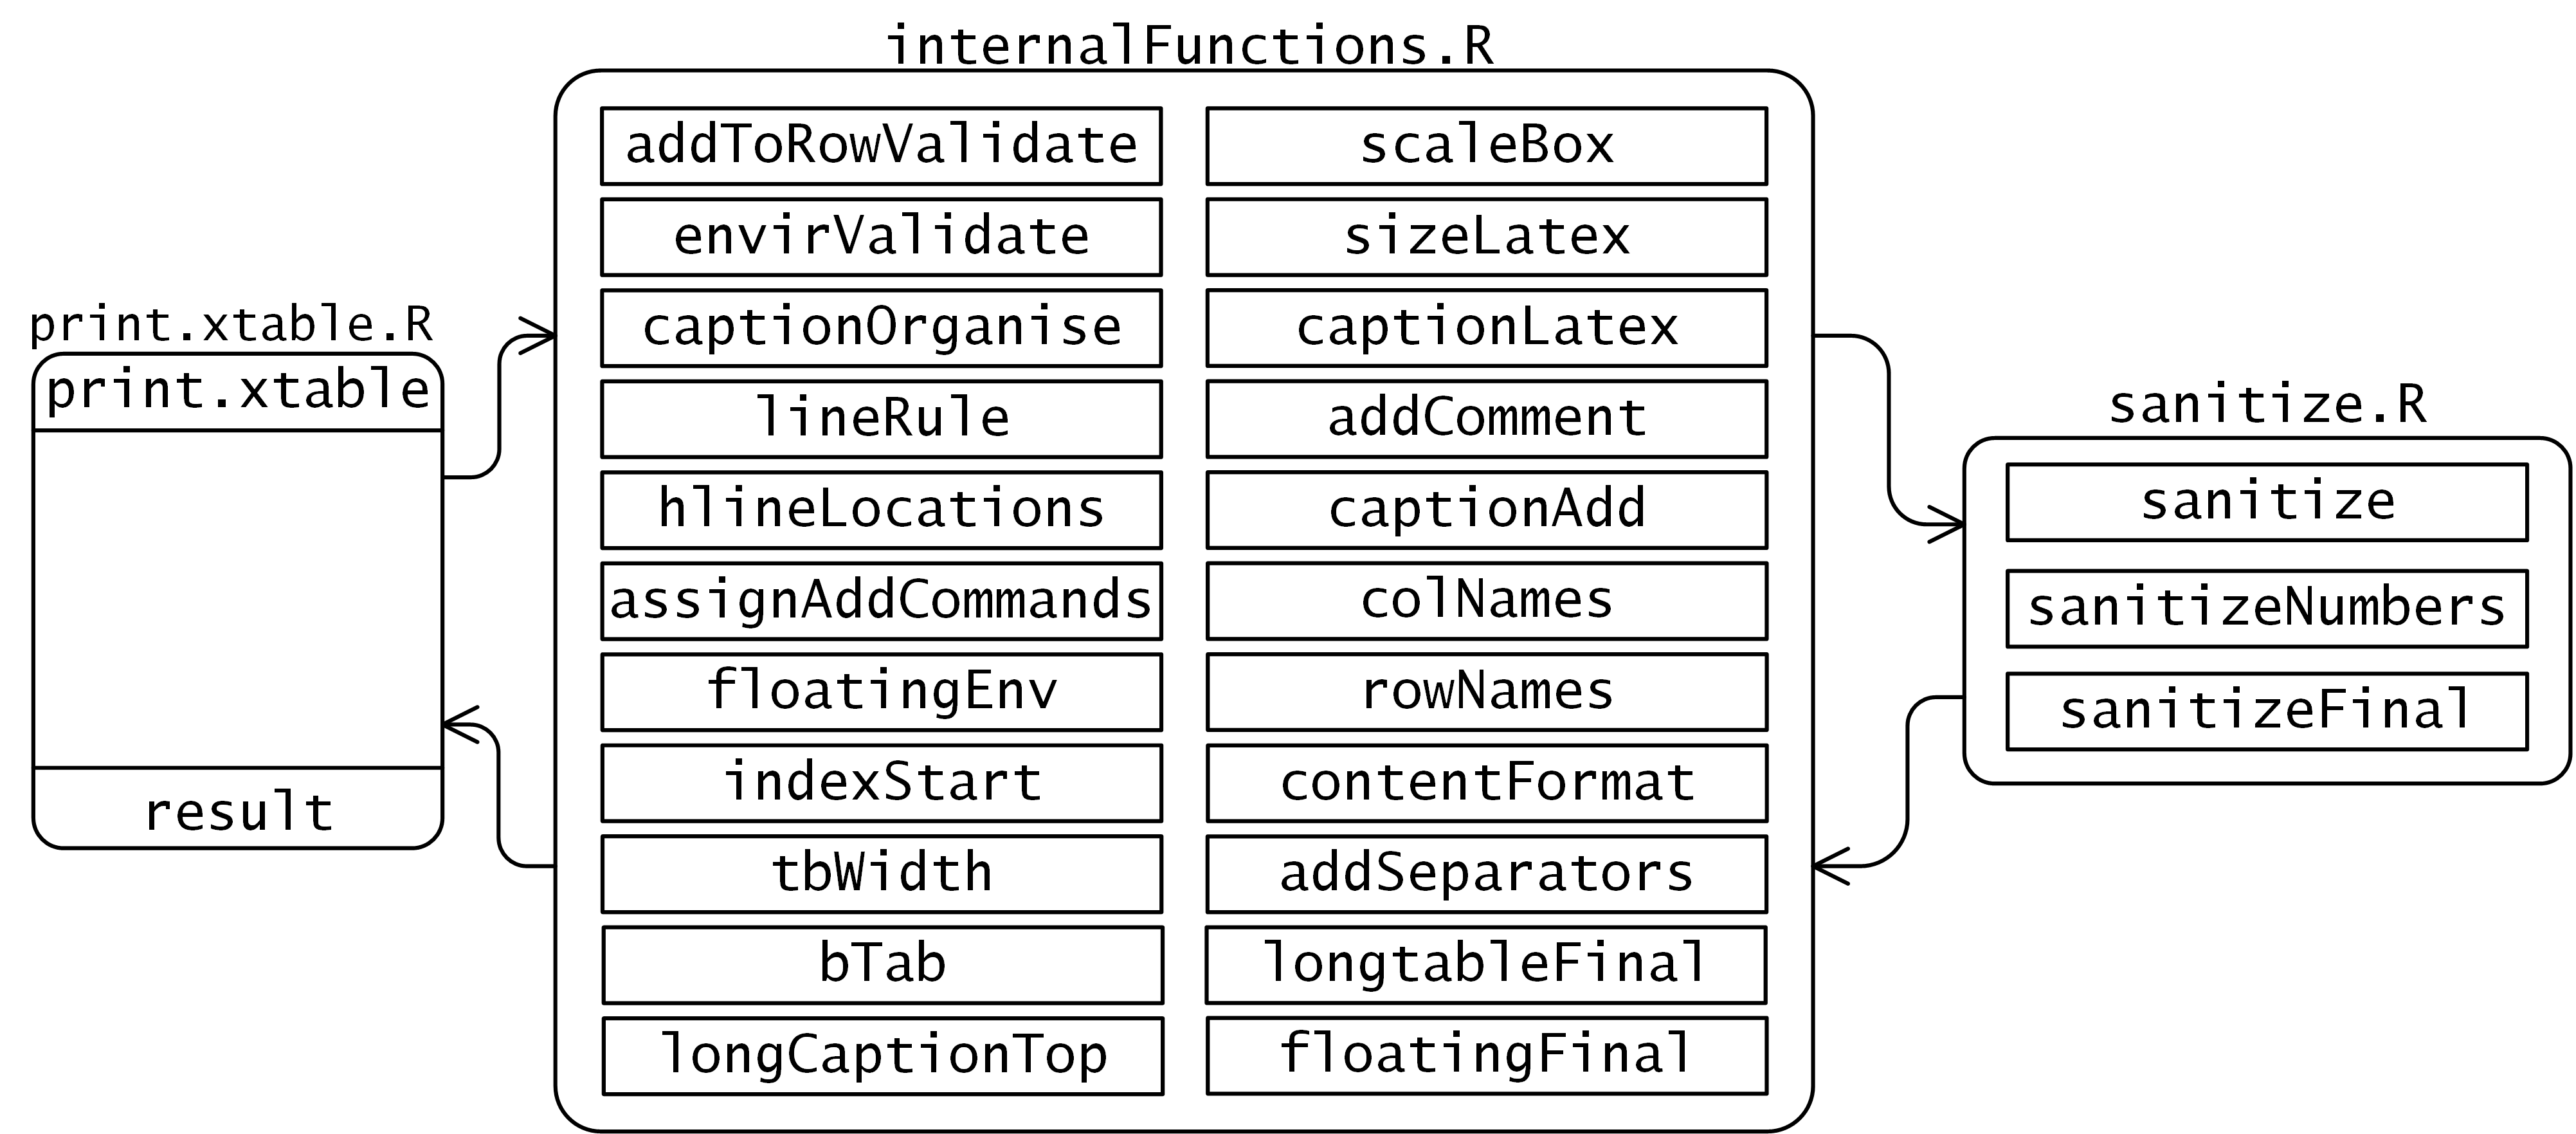 print.xtable.R
print.xtable
result
internalFunctions.R
addToRowValidate
envirValidate
captionOrganise
lineRule
hlineLocations
assignAddCommands
floatingEnv
indexStart
tbWidth
bTab
longCaptionTop
scaleBox
sizeLatex
captionLatex
addComment
captionAdd
colNames
rowNames
contentFormat
addSeparators
longtableFinal
floatingFinal
sanitize.R
sanitize
sanitizeNumbers
sanitizeFinal